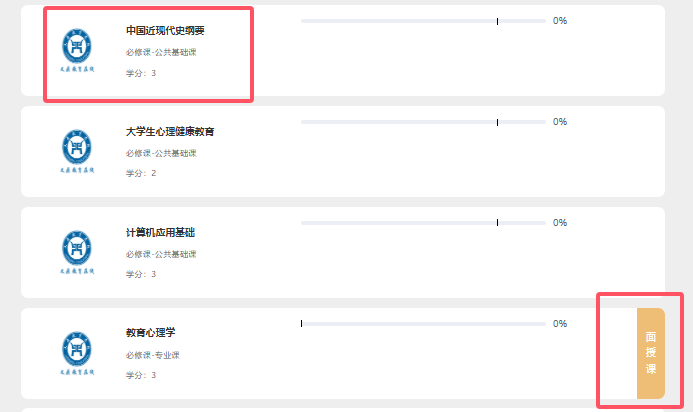 中国近现代史纲要
0%
必修课-公共基础课
学分：3
大学生心理健康教育
0%
必修课-公共基础课
学分：2
计算机应用基础
0%
必修课-公共基础课
学分：3
教育心理学
0%
必修课-专业课
学分：3
面授课